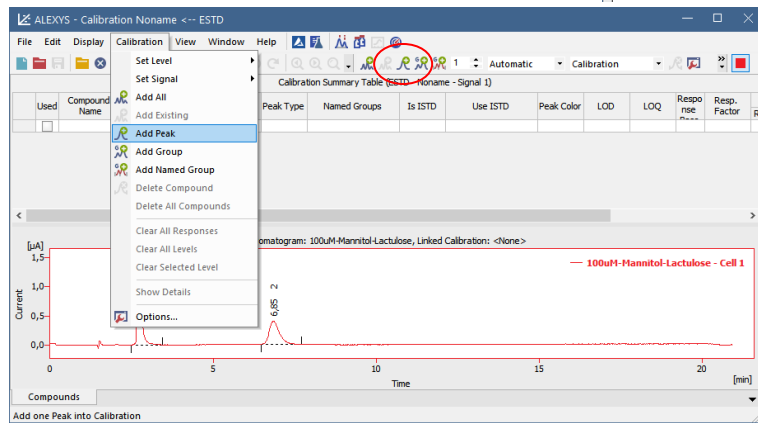 ALEXYS - Calibration Noname <-- ESTD
File Edit Display Calibration View Window Help
1 Automatic Calibration
Calibration Summary Table (ESTD - Noname - Signal 1)
Used Compound Name Peak Type Named Groups Is ISTD Use ISTD Peak Color LOD LOQ Respo nse Resp. Factor
Set Level
Set Signal
Add All
Add Existing
Add Peak
Add Group
Add Named Group
Delete Compound
Delete All Compounds
Clear All Responses
Clear All Levels
Clear Selected Level
Show Details
Options...
omatogram: 100uM-Mannitol-Lactulose, Linked Calibration: <None>
100uM-Mannitol-Lactulose - Cell 1
[µA]
1,5
1,0
0,5
0,0
Current
6,85 2
0 5 10 15 20
Time
[min]
Compounds
Add one Peak into Calibration